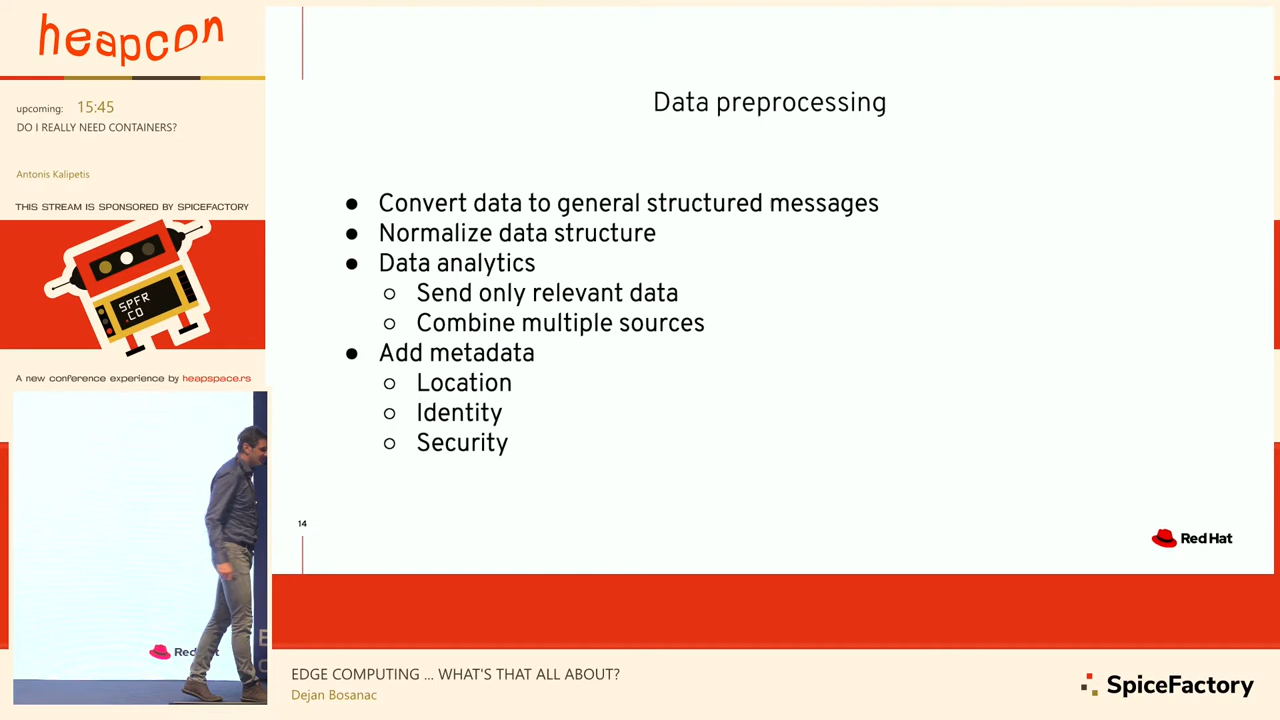 heapcon
upcoming: 15:45
DO I REALLY NEED CONTAINERS?
Antonis Kalipetis
THIS STREAM IS SPONSORED BY SPICEFACTORY
SPFR
.CO
A new conference experience by heapspace.rs
Data preprocessing
● Convert data to general structured messages
● Normalize data structure
● Data analytics
○ Send only relevant data
○ Combine multiple sources
● Add metadata
○ Location
○ Identity
○ Security
14
Red Hat
EDGE COMPUTING ... WHAT'S THAT ALL ABOUT?
Dejan Bosanac
SpiceFactory